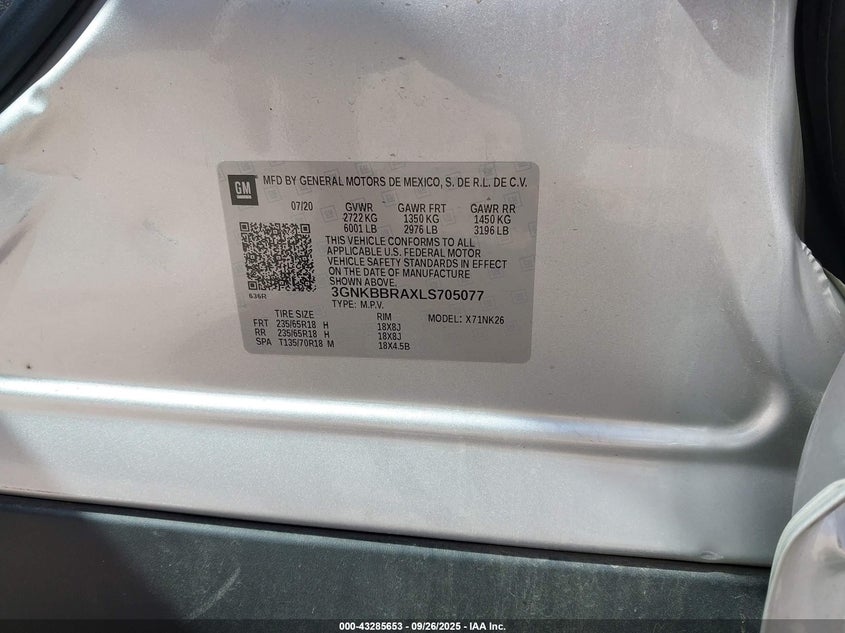 GM
MFD BY GENERAL MOTORS DE MEXICO, S. DE R.L. DE C.V.
07/20 GVWR GAWR FRT GAWR RR
2722 KG 1350 KG 1450 KG
6001 LB 2976 LB 3196 LB
THIS VEHICLE CONFORMS TO ALL
APPLICABLE U.S. FEDERAL MOTOR
VEHICLE SAFETY STANDARDS IN EFFECT
ON THE DATE OF MANUFACTURE
SHOWN ABOVE.
636R
3GNKBBRAXLS705077
TYPE: M.P.V.
TIRE SIZE RIM MODEL: X71NK26
FRT 235/65R18 H 18X8J
RR 235/65R18 H 18X8J
SPA T135/70R18 M 18X4.5B
000-43285653 • 09/26/2025 • IAA Inc.